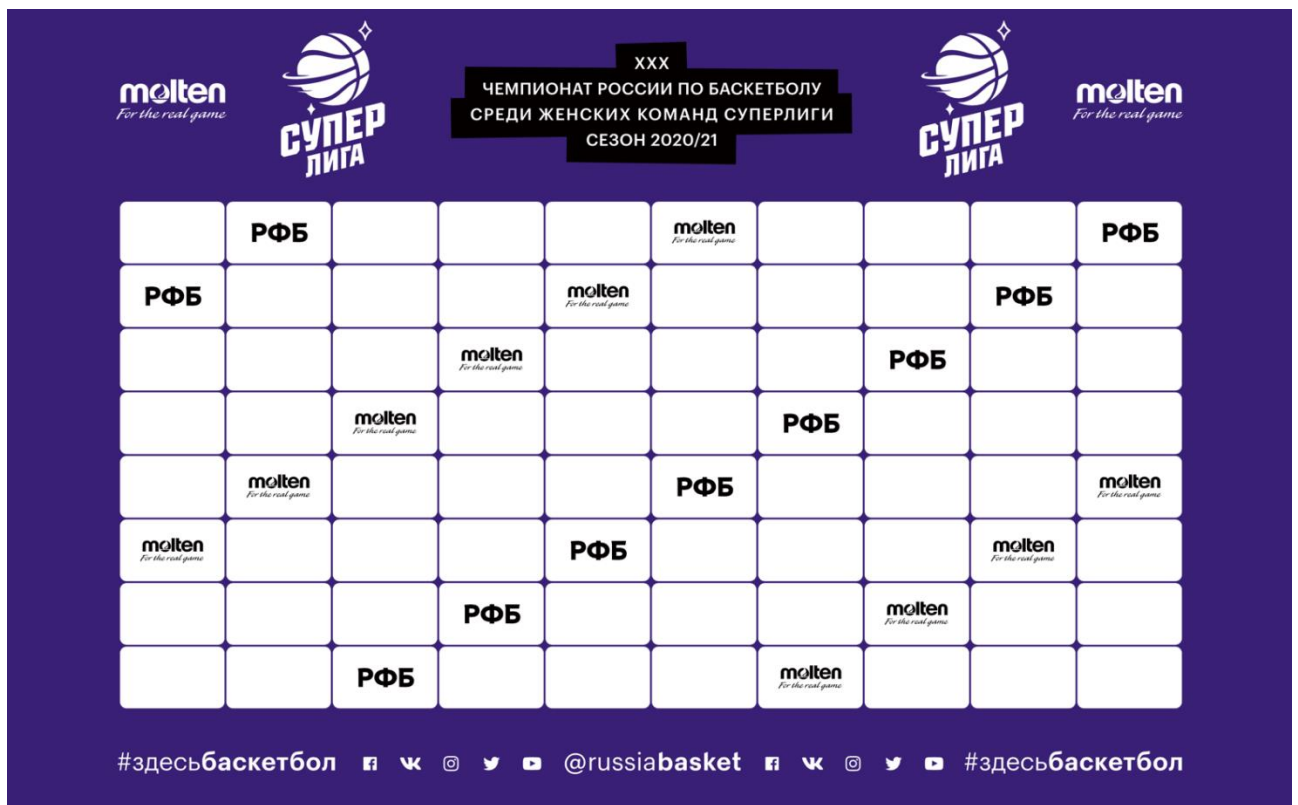 molten
For the real game
СУПЕР
ЛИГА
XXX
ЧЕМПИОНАТ РОССИИ ПО БАСКЕТБОЛУ
СРЕДИ ЖЕНСКИХ КОМАНД СУПЕРЛИГИ
СЕЗОН 2020/21
СУПЕР
ЛИГА
molten
For the real game
РФБ molten For the real game РФБ
РФБ molten For the real game РФБ
molten For the real game РФБ
molten For the real game РФБ
molten For the real game РФБ molten For the real game
molten For the real game РФБ molten For the real game
РФБ molten For the real game
РФБ molten For the real game
#здесьбаскетбол @russiabasket #здесьбаскетбол